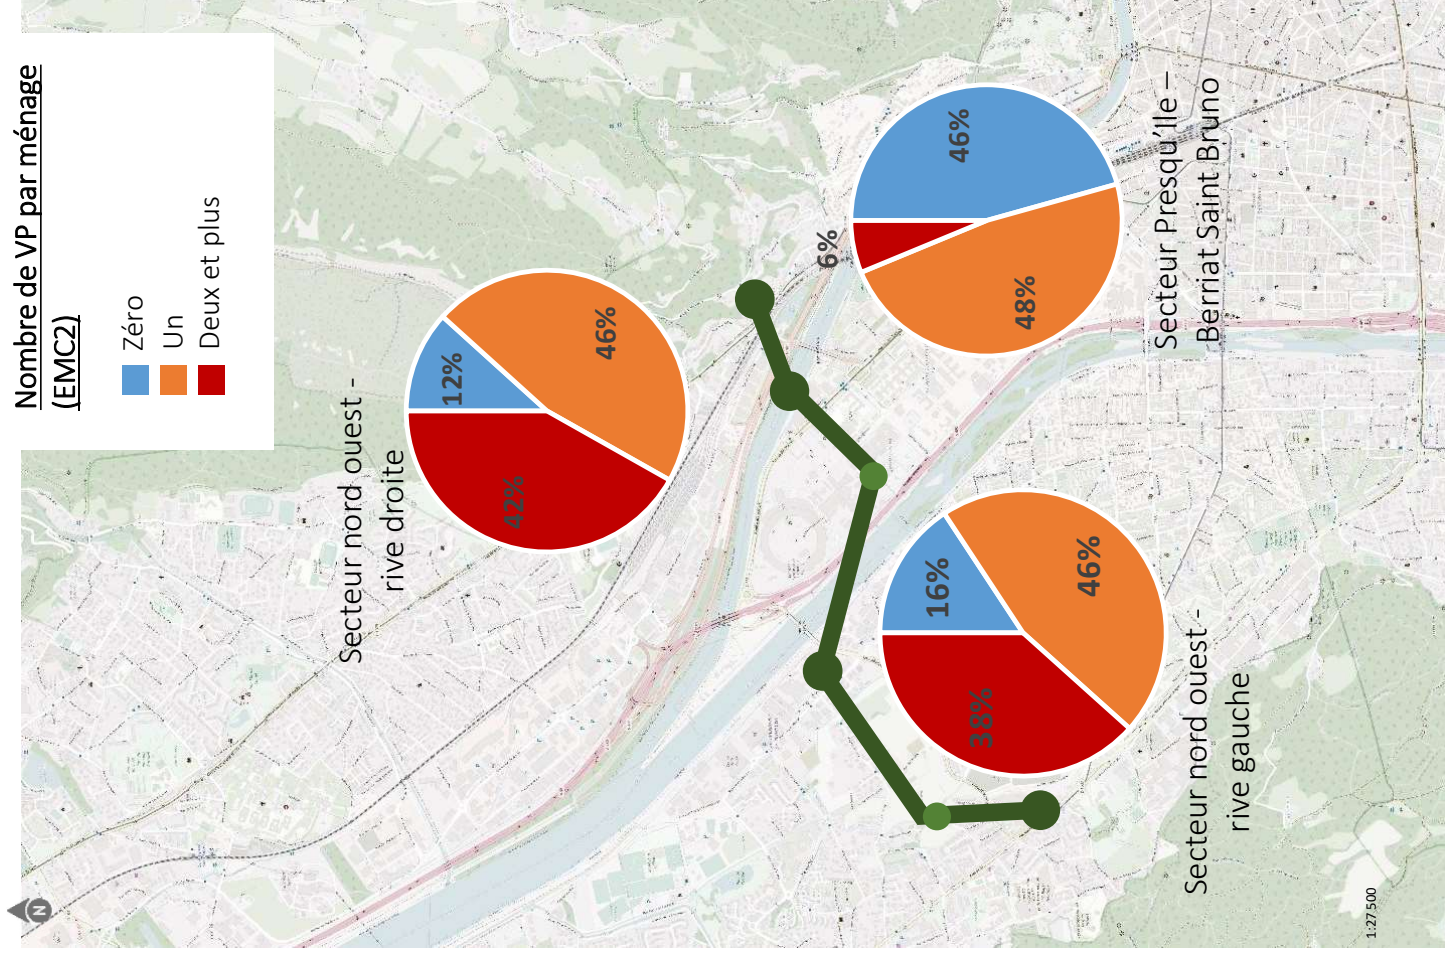 Nombre de VP par ménage
(EMC2)
Zéro
Un
Deux et plus
Secteur nord ouest -
rive droite
12%
46%
42%
6%
46%
48%
Secteur Presqu'île –
Berriat Saint Bruno
16%
46%
38%
Secteur nord ouest -
rive gauche
N
1:27 500